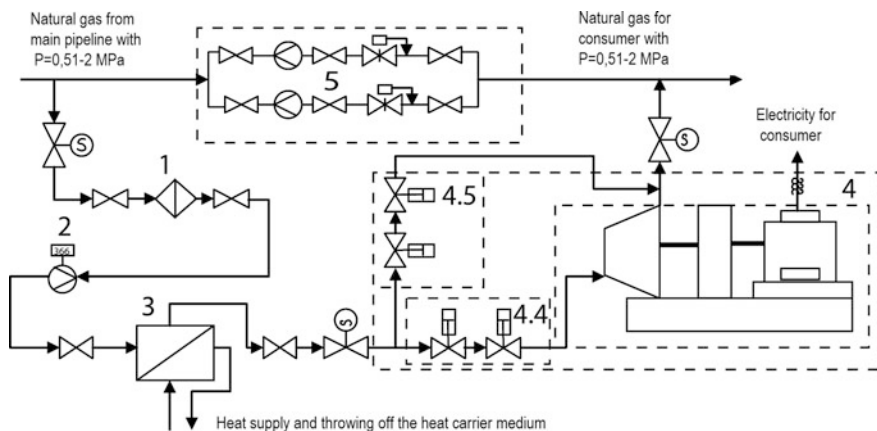 Natural gas from
main pipeline with
P=0,51-2 MPa
Natural gas for
consumer with
P=0,51-2 MPa
5
Electricity for
consumer
S
S
1
4.5
4
2
366
3
S
4.4
Heat supply and throwing off the heat carrier medium